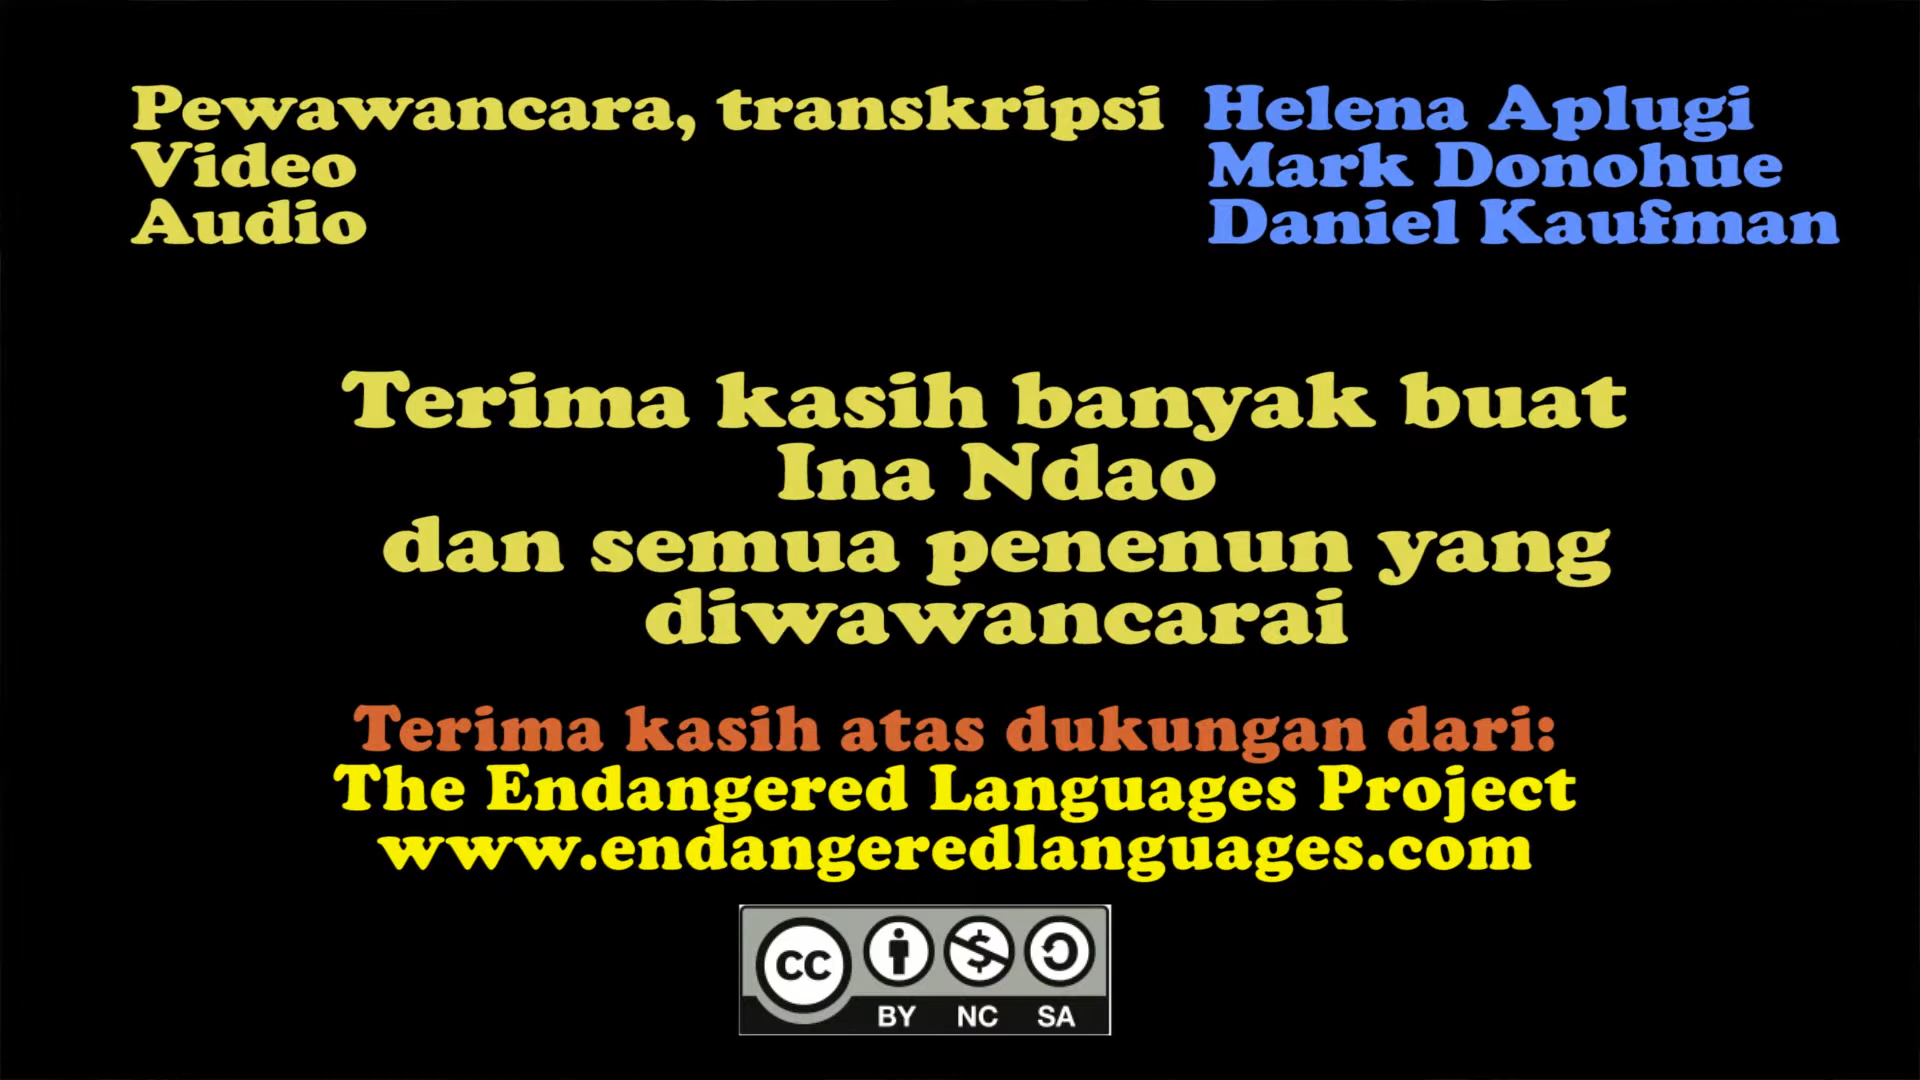 Pewawancara, transkripsi Helena Aplugi
Video Mark Donohue
Audio Daniel Kaufman
Terima kasih banyak buat
Ina Ndao
dan semua penenun yang
diwawancarai
Terima kasih atas dukungan dari:
The Endangered Languages Project
www.endangeredlanguages.com
CC
BY NC SA